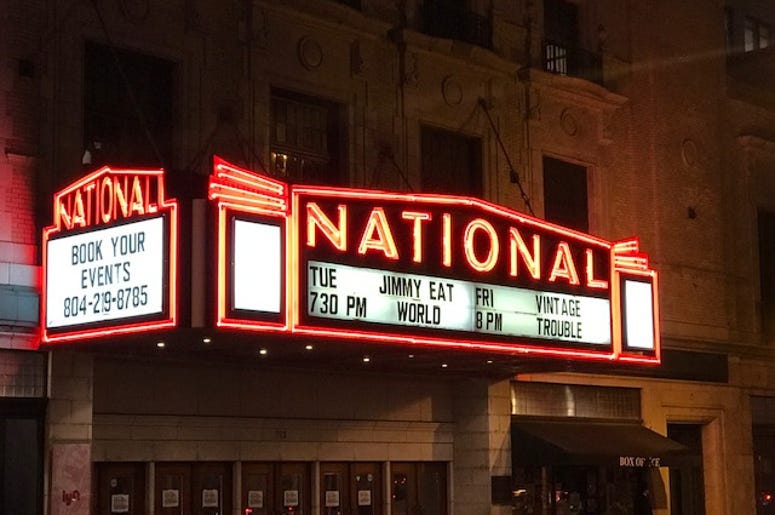 NATIONAL
BOOK YOUR
EVENTS
804-219-8785
NATIONAL
TUE JIMMY EAT FRI VINTAGE
730 PM WORLD 8 PM TROUBLE
BOX OFFICE
lyft